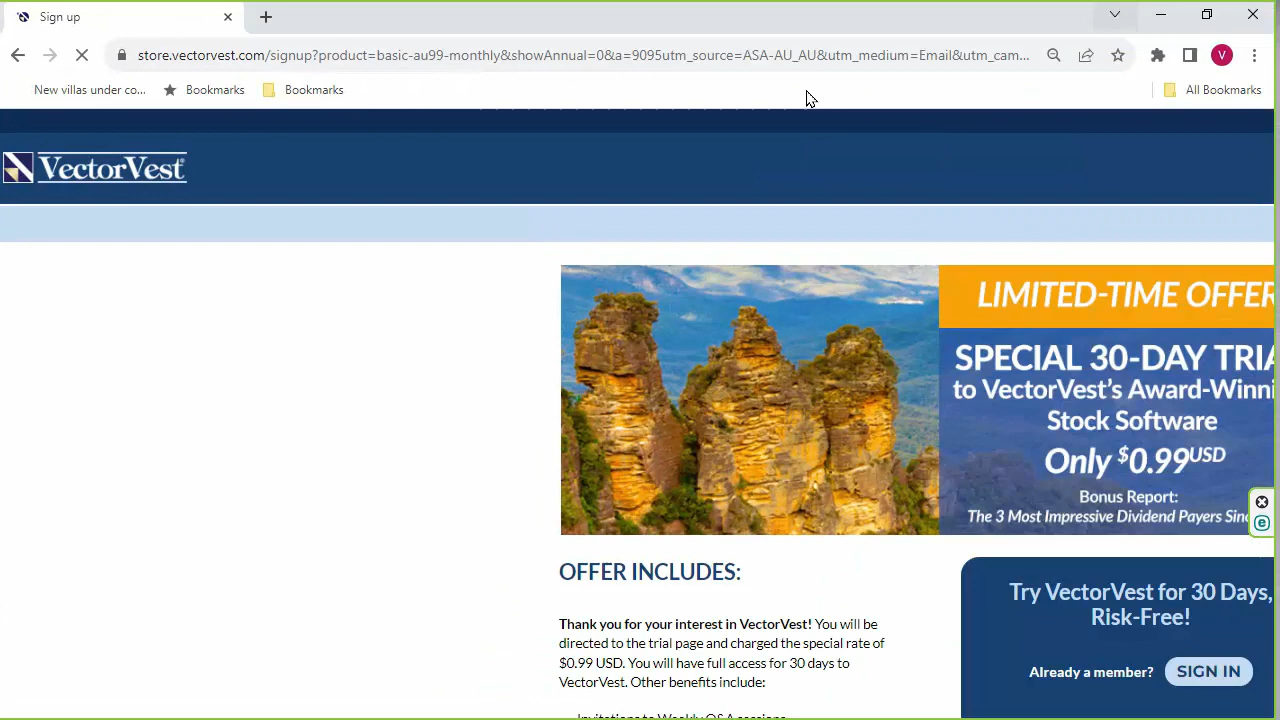 Sign up
store.vectorvest.com/signup?product=basic-au99-monthly&showAnnual=0&a=9095utm_source=ASA-AU_AU&utm_medium=Email&utm_cam...
V
New villas under co...
Bookmarks
Bookmarks
All Bookmarks
VectorVest®
LIMITED-TIME OFFER
SPECIAL 30-DAY TRIA
to VectorVest's Award-Winni
Stock Software
Only $0.99USD
Bonus Report:
The 3 Most Impressive Dividend Payers Sinc
e
OFFER INCLUDES:
Thank you for your interest in VectorVest! You will be
directed to the trial page and charged the special rate of
$0.99 USD. You will have full access for 30 days to
VectorVest. Other benefits include:
Invitations to Weekly Q&A sessions
Try VectorVest for 30 Days,
Risk-Free!
Already a member?
SIGN IN